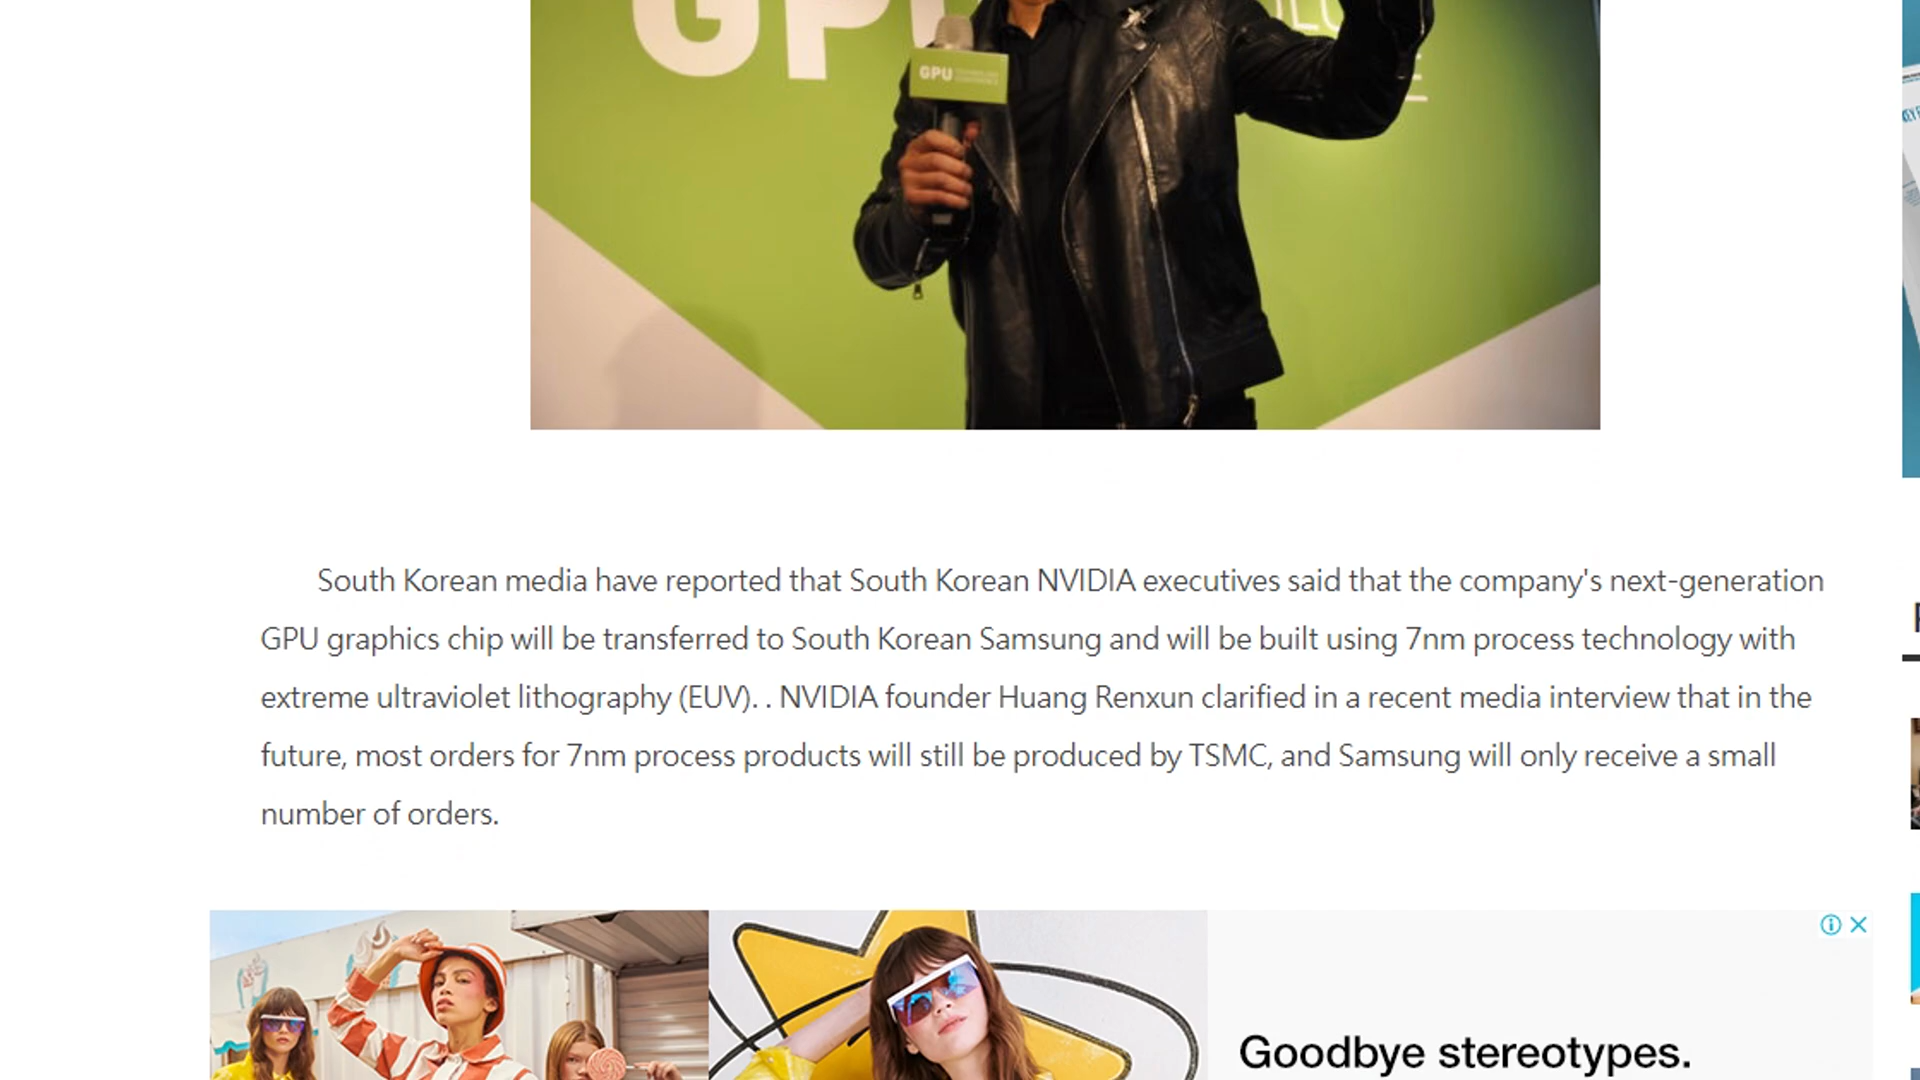 GPU
GPU
South Korean media have reported that South Korean NVIDIA executives said that the company's next-generation
GPU graphics chip will be transferred to South Korean Samsung and will be built using 7nm process technology with
extreme ultraviolet lithography (EUV). . NVIDIA founder Huang Renxun clarified in a recent media interview that in the
future, most orders for 7nm process products will still be produced by TSMC, and Samsung will only receive a small
number of orders.
Goodbye stereotypes.